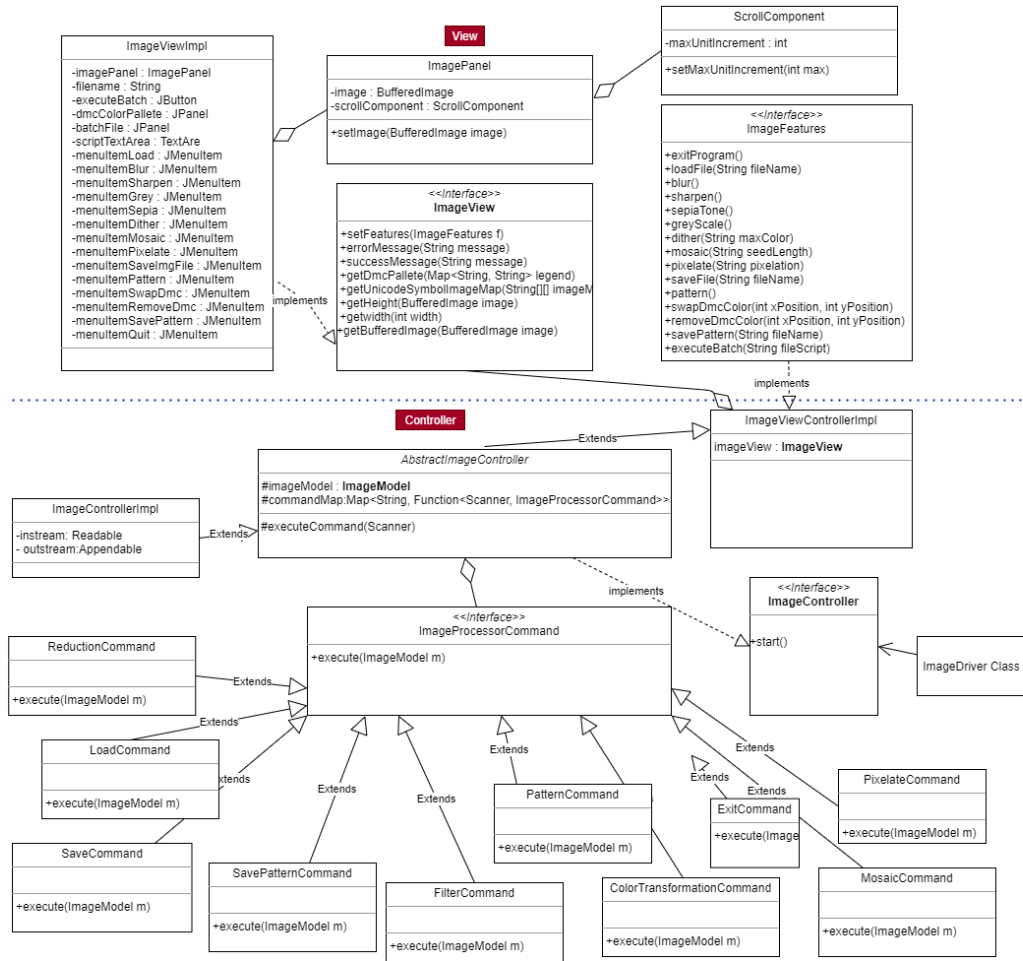 View
ImageViewImpl
-imagePanel : ImagePanel
-filename : String
-executeBatch : JButton
-dmcColorPallete : JPanel
-batchFile : JPanel
-scriptTextArea : TextAre
-menuItemLoad : JMenuItem
-menuItemBlur : JMenuItem
-menuItemSharpen : JMenuItem
-menuItemGrey : JMenuItem
-menuItemSepia : JMenuItem
-menuItemDither : JMenuItem
-menuItemMosaic : JMenuItem
-menuItemPixelate : JMenuItem
-menuItemSaveImgFile : JMenuItem
-menuItemPattern : JMenuItem
-menuItemSwapDmc : JMenuItem
-menuItemRemoveDmc : JMenuItem
-menuItemSavePattern : JMenuItem
-menuItemQuit : JMenuItem
ImagePanel
-image : BufferedImage
-scrollComponent : ScrollComponent
+setImage(BufferedImage image)
ScrollComponent
-maxUnitIncrement : int
+setMaxUnitIncrement(int max)
<<Interface>>
ImageView
+setFeatures(ImageFeatures f)
+errorMessage(String message)
+successMessage(String message)
+getDmcPallete(Map<String, String> legend)
+getUnicodeSymbolImageMap(String[][] imageM
+getHeight(BufferedImage image)
+getwidth(int width)
+getBufferedImage(BufferedImage image)
implements
<<Interface>>
ImageFeatures
+exitProgram()
+loadFile(String fileName)
+blur()
+sharpen()
+sepiaTone()
+greyScale()
+dither(String maxColor)
+mosaic(String seedLength)
+pixelate(String pixelation)
+saveFile(String fileName)
+pattern()
+swapDmcColor(int xPosition, int yPosition)
+removeDmcColor(int xPosition, int yPosition)
+savePattern(String fileName)
+executeBatch(String fileScript)
implements
Controller
ImageViewControllerImpl
imageView : ImageView
Extends
AbstractImageController
#imageModel : ImageModel
#commandMap:Map<String, Function<Scanner, ImageProcessorCommand>>
#executeCommand(Scanner)
ImageControllerImpl
-instream: Readable
- outstream:Appendable
Extends
implements
<<Interface>>
ImageController
+start()
ImageDriver Class
<<Interface>>
ImageProcessorCommand
+execute(ImageModel m)
ReductionCommand
+execute(ImageModel m)
Extends
LoadCommand
+execute(ImageModel m)
Extends
SaveCommand
+execute(ImageModel m)
xtends
SavePatternCommand
+execute(ImageModel m)
Extends
FilterCommand
+execute(ImageModel m)
Extends
PatternCommand
+execute(ImageModel m)
Extends
ColorTransformationCommand
+execute(ImageModel m)
Extends
ExitCommand
+execute(Image
Extends
MosaicCommand
+execute(ImageModel m)
Extends
PixelateCommand
+execute(ImageModel m)
Extends